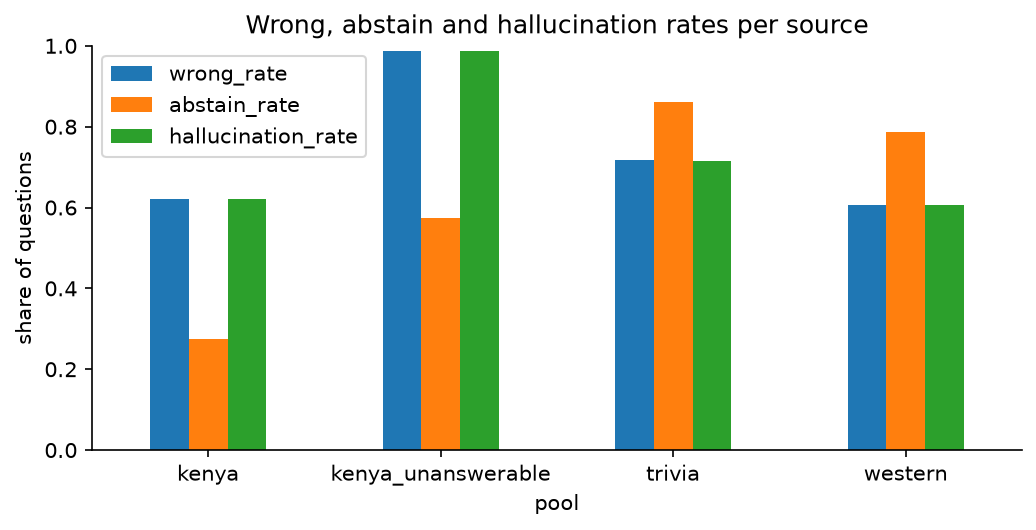 Wrong, abstain and hallucination rates per source
share of questions
1.0
0.8
0.6
0.4
0.2
0.0
wrong_rate
abstain_rate
hallucination_rate
kenya
kenya_unanswerable
trivia
western
pool